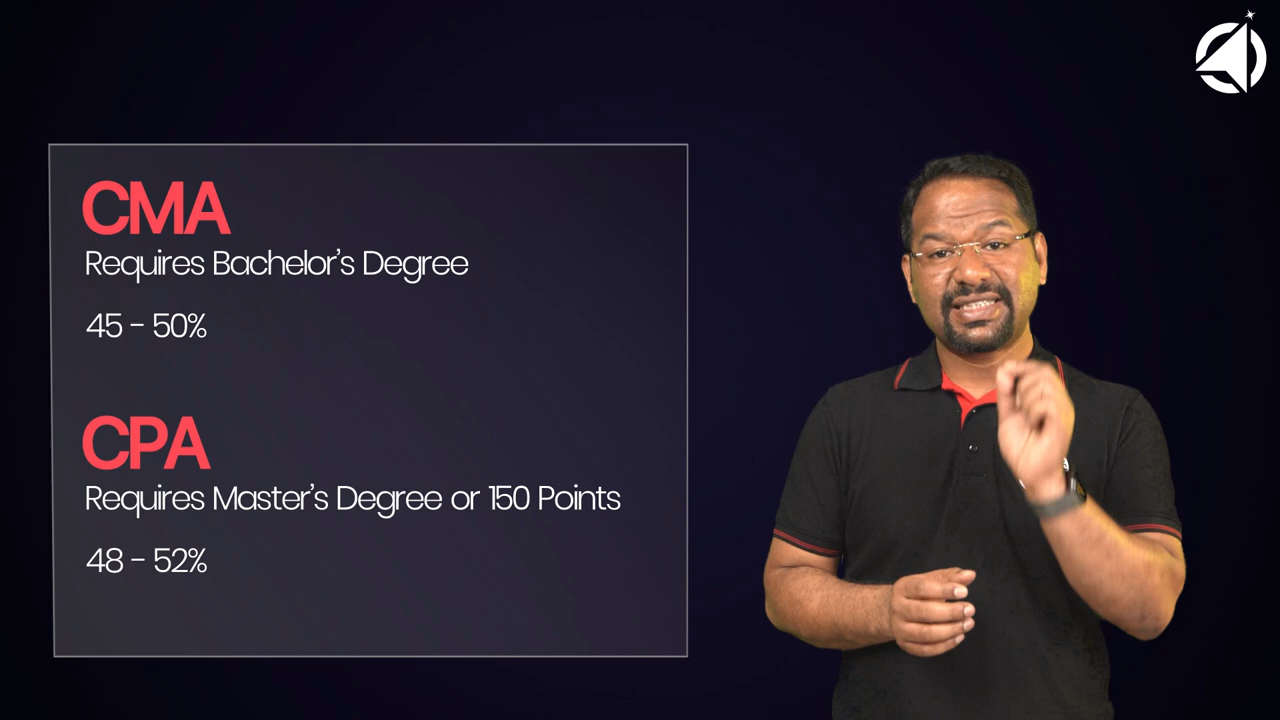 CMA
Requires Bachelor's Degree
45 - 50%
CPA
Requires Master's Degree or 150 Points
48 - 52%